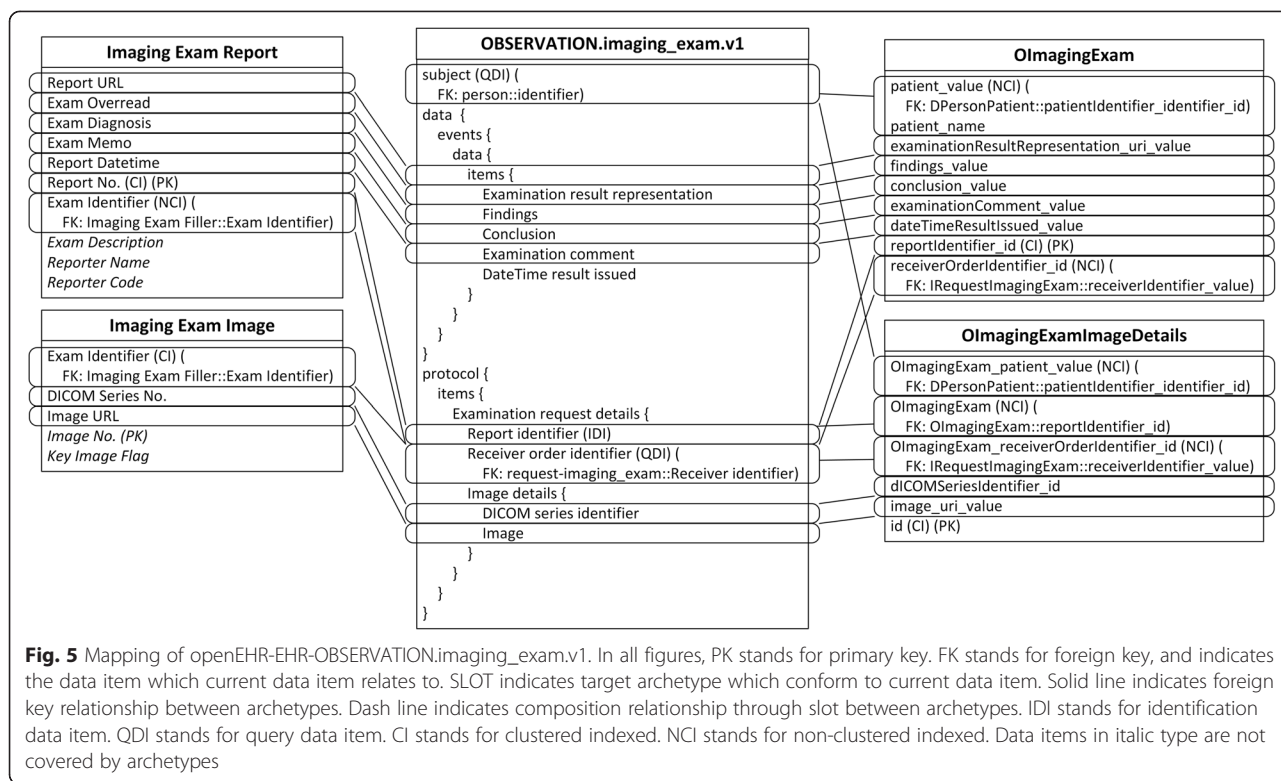 Imaging Exam Report
Report URL
Exam Overread
Exam Diagnosis
Exam Memo
Report Datetime
Report No. (CI) (PK)
Exam Identifier (NCI) (
FK: Imaging Exam Filler::Exam Identifier)
Exam Description
Reporter Name
Reporter Code
Imaging Exam Image
Exam Identifier (CI) (
FK: Imaging Exam Filler::Exam Identifier)
DICOM Series No.
Image URL
Image No. (PK)
Key Image Flag
OBSERVATION.imaging_exam.v1
subject (QDI) (
FK: person::identifier)
data {
events {
data {
items {
Examination result representation
Findings
Conclusion
Examination comment
DateTime result issued
}
}
}
}
protocol {
items {
Examination request details {
Report identifier (IDI)
Receiver order identifier (QDI) (
FK: request-imaging_exam::Receiver identifier)
Image details {
DICOM series identifier
Image
}
}
}
}
OImagingExam
patient_value (NCI) (
FK: DPersonPatient::patientIdentifier_identifier_id)
patient_name
examinationResultRepresentation_uri_value
findings_value
conclusion_value
examinationComment_value
dateTimeResultIssued_value
reportIdentifier_id (CI) (PK)
receiverOrderIdentifier_id (NCI) (
FK: IRequestImagingExam::receiverIdentifier_value)
OImagingExamImageDetails
OImagingExam_patient_value (NCI) (
FK: DPersonPatient::patientIdentifier_identifier_id)
OImagingExam (NCI) (
FK: OImagingExam::reportIdentifier_id)
OImagingExam_receiverOrderIdentifier_id (NCI) (
FK: IRequestImagingExam::receiverIdentifier_value)
dICOMSeriesIdentifier_id
image_uri_value
id (CI) (PK)
Fig. 5 Mapping of openEHR-EHR-OBSERVATION.imaging_exam.v1. In all figures, PK stands for primary key. FK stands for foreign key, and indicates
the data item which current data item relates to. SLOT indicates target archetype which conform to current data item. Solid line indicates foreign
key relationship between archetypes. Dash line indicates composition relationship through slot between archetypes. IDI stands for identification
data item. QDI stands for query data item. CI stands for clustered indexed. NCI stands for non-clustered indexed. Data items in italic type are not
covered by archetypes